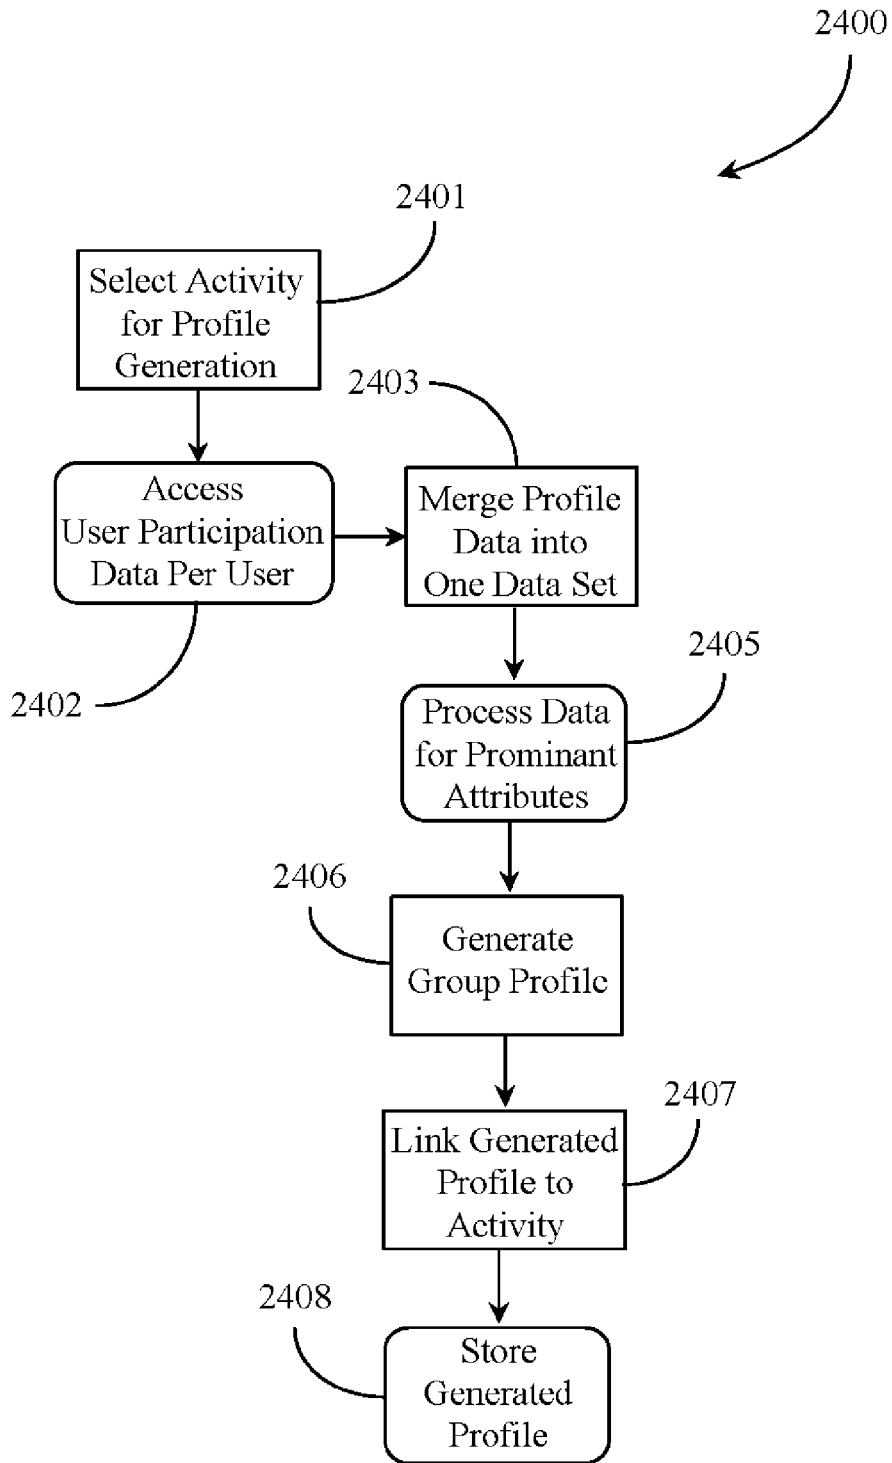 2400
2401
Select Activity
for Profile
Generation
2403
Access
User Participation
Data Per User
Merge Profile
Data into
One Data Set
2402
2405
Process Data
for Prominant
Attributes
2406
Generate
Group Profile
2407
Link Generated
Profile to
Activity
2408
Store
Generated
Profile